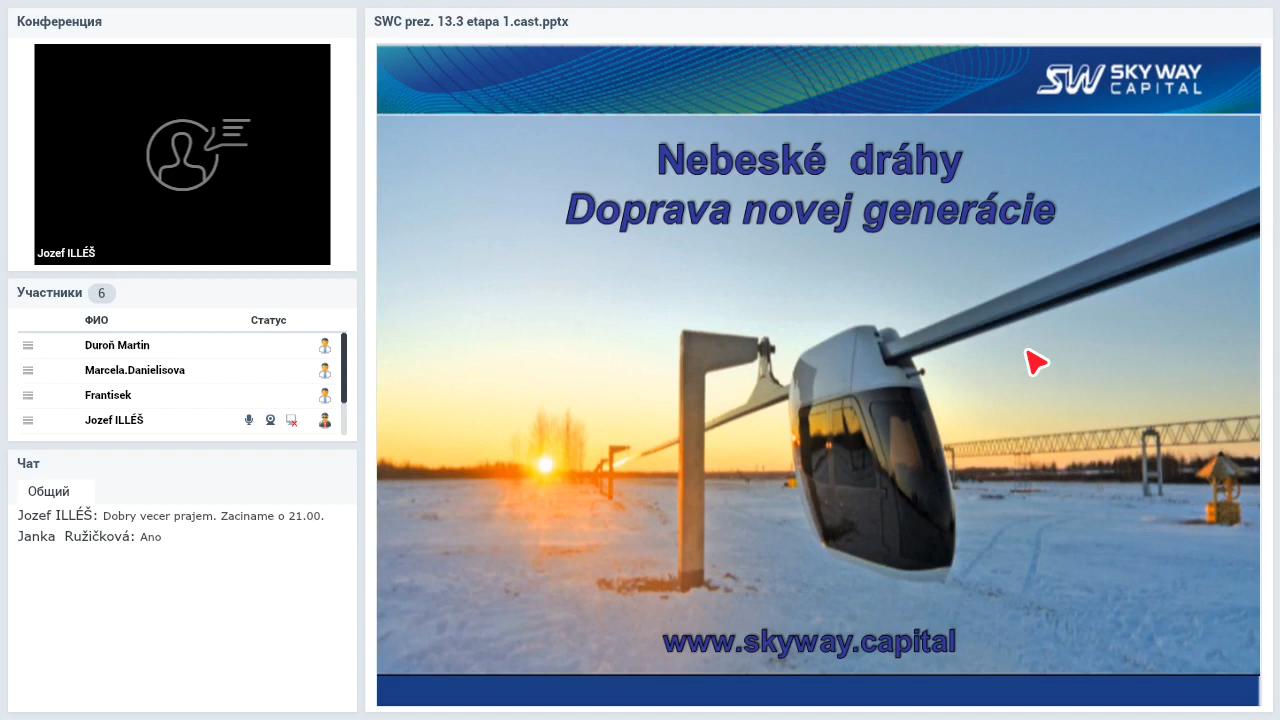 Конференция
Jozef ILLÉŠ
Участники 6
ФИО Статус
Duroň Martin
Marcela.Danielisova
Frantisek
Jozef ILLÉŠ
Чат
Общий
Jozef ILLÉŠ: Dobry vecer prajem. Zaciname o 21.00.
Janka Ružičková: Ano
SWC prez. 13.3 etapa 1.cast.pptx
SW SKY WAY
CAPITAL
Nebeské dráhy
Doprava novej generácie
www.skyway.capital